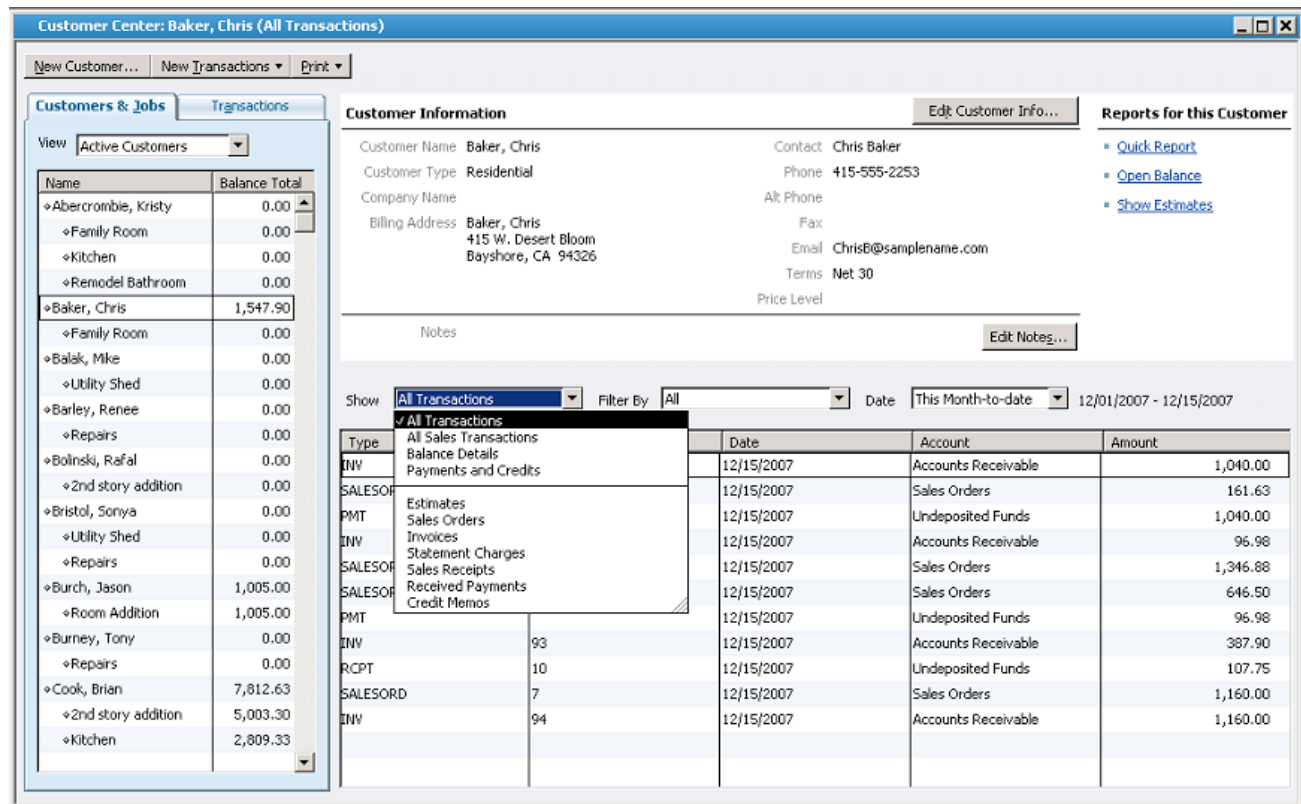 Customer Center: Baker, Chris (All Transactions)
New Customer... New Transactions Print
Customers & Jobs Transactions
View Active Customers
Name Balance Total
Abercrombie, Kristy 0.00
Family Room 0.00
Kitchen 0.00
Remodel Bathroom 0.00
Baker, Chris 1,547.90
Family Room 0.00
Balak, Mike 0.00
Utility Shed 0.00
Barley, Renee 0.00
Repairs 0.00
Bolinski, Rafal 0.00
2nd story addition 0.00
Bristol, Sonya 0.00
Utility Shed 0.00
Repairs 0.00
Burch, Jason 1,005.00
Room Addition 1,005.00
Burney, Tony 0.00
Repairs 0.00
Cook, Brian 7,812.63
2nd story addition 5,003.30
Kitchen 2,809.33
Customer Information Edit Customer Info...
Customer Name Baker, Chris
Customer Type Residential
Company Name
Billing Address Baker, Chris
415 W. Desert Bloom
Bayshore, CA 94326
Contact Chris Baker
Phone 415-555-2253
Alt Phone
Fax
Email ChrisB@samplename.com
Terms Net 30
Price Level
Notes Edit Notes...
Reports for this Customer
Quick Report
Open Balance
Show Estimates
Show All Transactions Filter By All Date This Month-to-date 12/01/2007 - 12/15/2007
All Transactions
All Sales Transactions
Balance Details
Payments and Credits
Estimates
Sales Orders
Invoices
Statement Charges
Sales Receipts
Received Payments
Credit Memos
Type Date Account Amount
INV 12/15/2007 Accounts Receivable 1,040.00
SALESOR 12/15/2007 Sales Orders 161.63
PMT 12/15/2007 Undeposited Funds 1,040.00
INV 12/15/2007 Accounts Receivable 96.98
SALESOR 12/15/2007 Sales Orders 1,346.88
SALESOR 12/15/2007 Sales Orders 646.50
PMT 12/15/2007 Undeposited Funds 96.98
INV 93 12/15/2007 Accounts Receivable 387.90
RCPT 10 12/15/2007 Undeposited Funds 107.75
SALESORD 7 12/15/2007 Sales Orders 1,160.00
INV 94 12/15/2007 Accounts Receivable 1,160.00